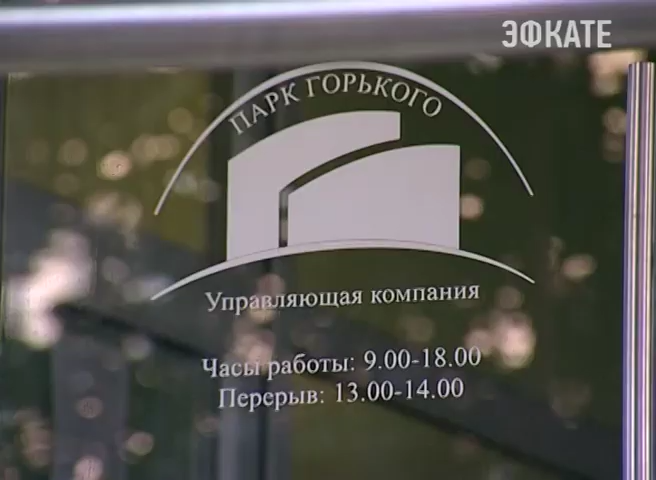 ЭФКАТЕ
ПАРК ГОРЬКОГО
Управляющая компания
Часы работы: 9.00-18.00
Перерыв: 13.00-14.00